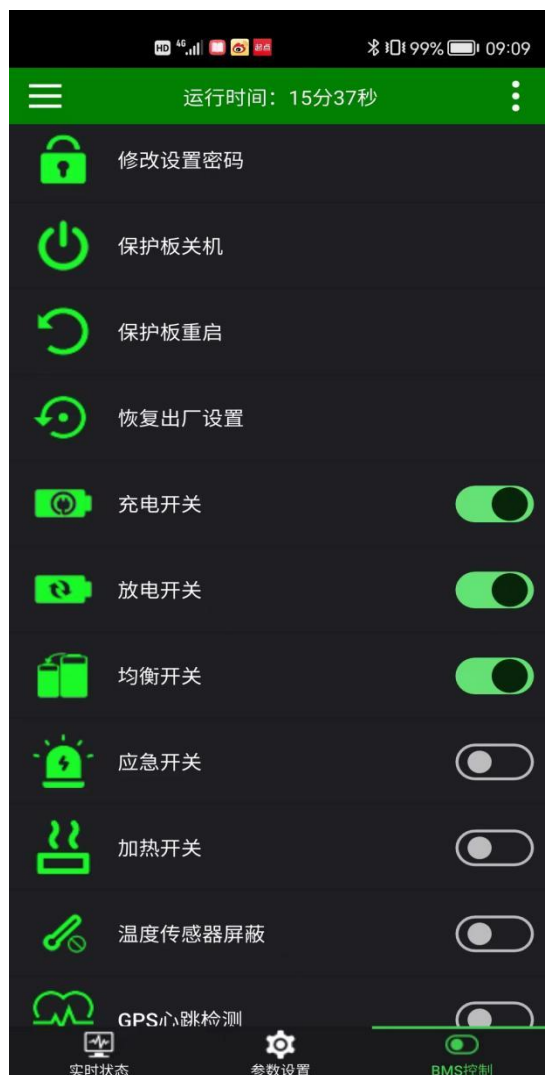 HD 4G 起点 99% 09:09
运行时间：15分37秒
修改设置密码
保护板关机
保护板重启
恢复出厂设置
充电开关
放电开关
均衡开关
应急开关
加热开关
温度传感器屏蔽
GPS心跳检测
实时状态 参数设置 BMS控制